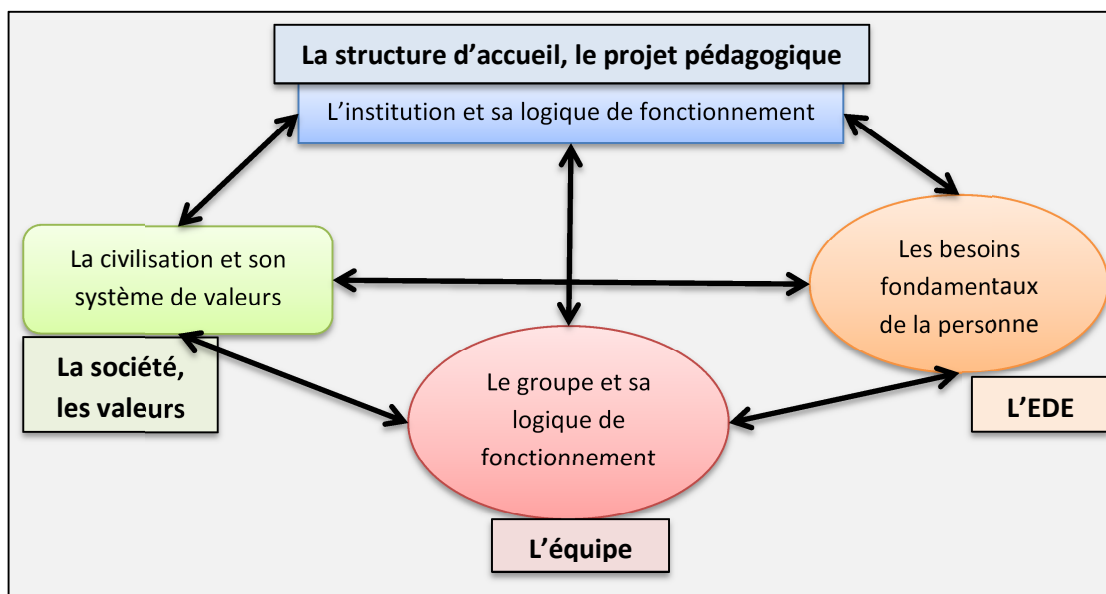 La structure d’accueil, le projet pédagogique
L’institution et sa logique de fonctionnement
La civilisation et son
système de valeurs
La société,
les valeurs
Les besoins
fondamentaux
de la personne
L’EDE
Le groupe et sa
logique de
fonctionnement
L’équipe